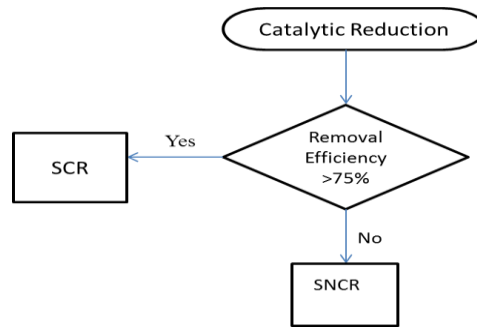 Catalytic Reduction
Removal
Efficiency
>75%
Yes
SCR
No
SNCR